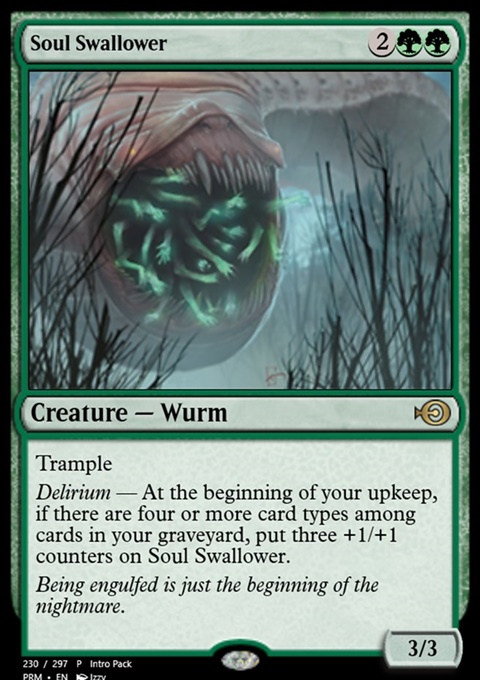 Soul Swallower 2
Creature — Wurm
Trample
Delirium — At the beginning of your upkeep,
if there are four or more card types among
cards in your graveyard, put three +1/+1
counters on Soul Swallower.
Being engulfed is just the beginning of the
nightmare.
3/3
230 / 297 P Intro Pack
PRM • EN Izzy